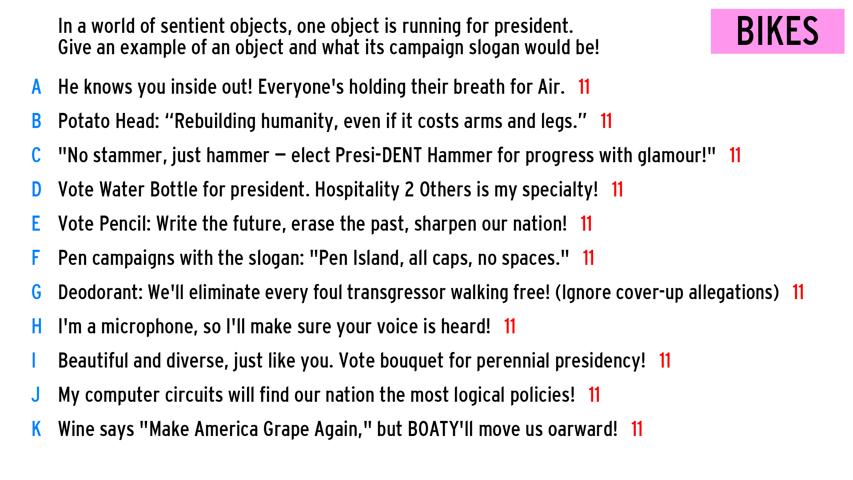 In a world of sentient objects, one object is running for president.
Give an example of an object and what its campaign slogan would be!
BIKES
A He knows you inside out! Everyone's holding their breath for Air. 11
B Potato Head: “Rebuilding humanity, even if it costs arms and legs.” 11
C "No stammer, just hammer – elect Presi-DENT Hammer for progress with glamour!" 11
D Vote Water Bottle for president. Hospitality 2 Others is my specialty! 11
E Vote Pencil: Write the future, erase the past, sharpen our nation! 11
F Pen campaigns with the slogan: "Pen Island, all caps, no spaces." 11
G Deodorant: We'll eliminate every foul transgressor walking free! (Ignore cover-up allegations) 11
H I'm a microphone, so I'll make sure your voice is heard! 11
I Beautiful and diverse, just like you. Vote bouquet for perennial presidency! 11
J My computer circuits will find our nation the most logical policies! 11
K Wine says "Make America Grape Again," but BOATY'll move us oarward! 11